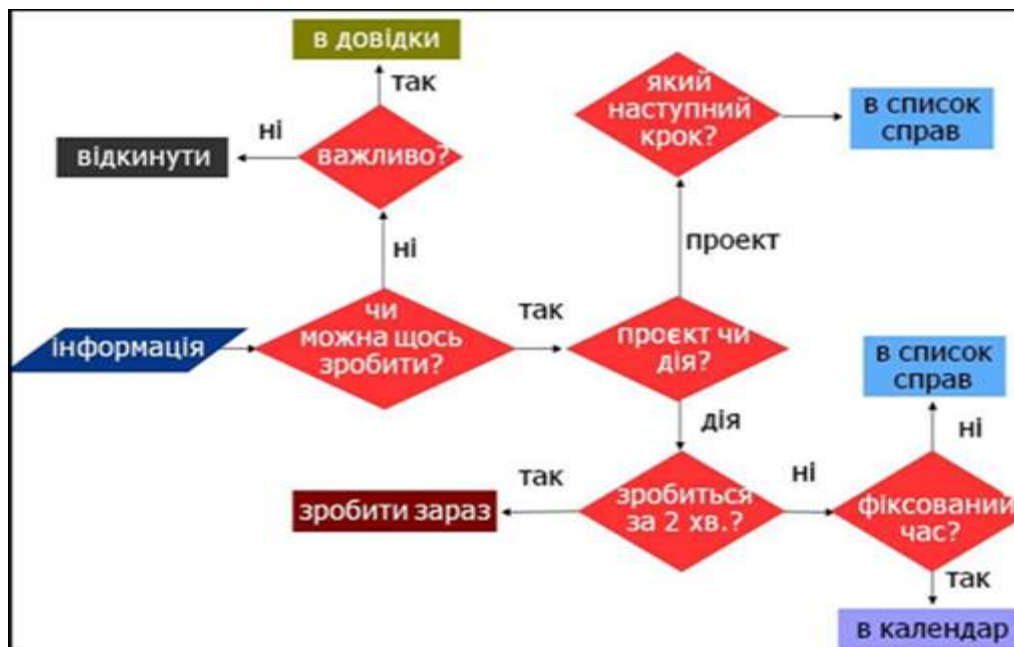 в довідки
так
ні
відкинути
важливо?
ні
який
наступний
крок?
в список
справ
проект
інформація
чи
можна щось
зробити?
так
проєкт чи
дія?
дія
в список
справ
ні
так
зробити зараз
зробиться
за 2 хв.?
ні
фіксований
час?
так
в календар